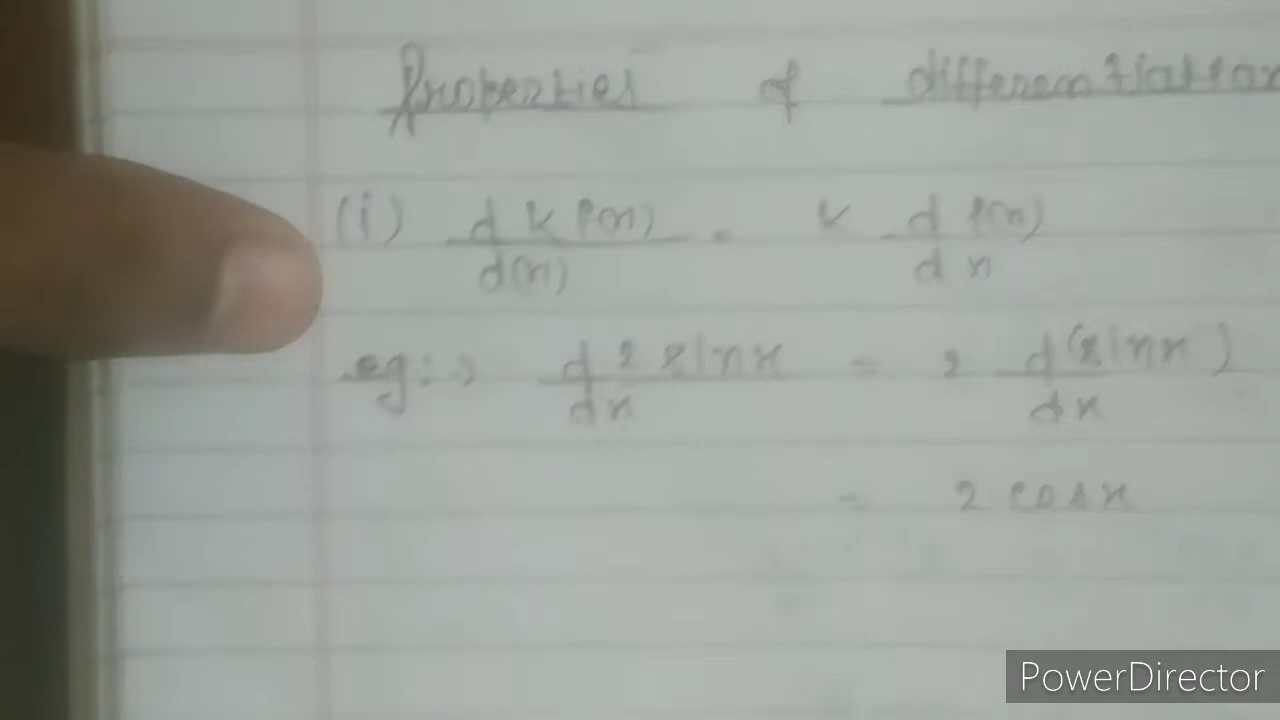 Properties of differentiation
(i) d k f(x) / d(x) = k d f(x) / dx
eg:→ d 2 sinx / dx = 2 d(sinx) / dx
= 2 cosx
PowerDirector